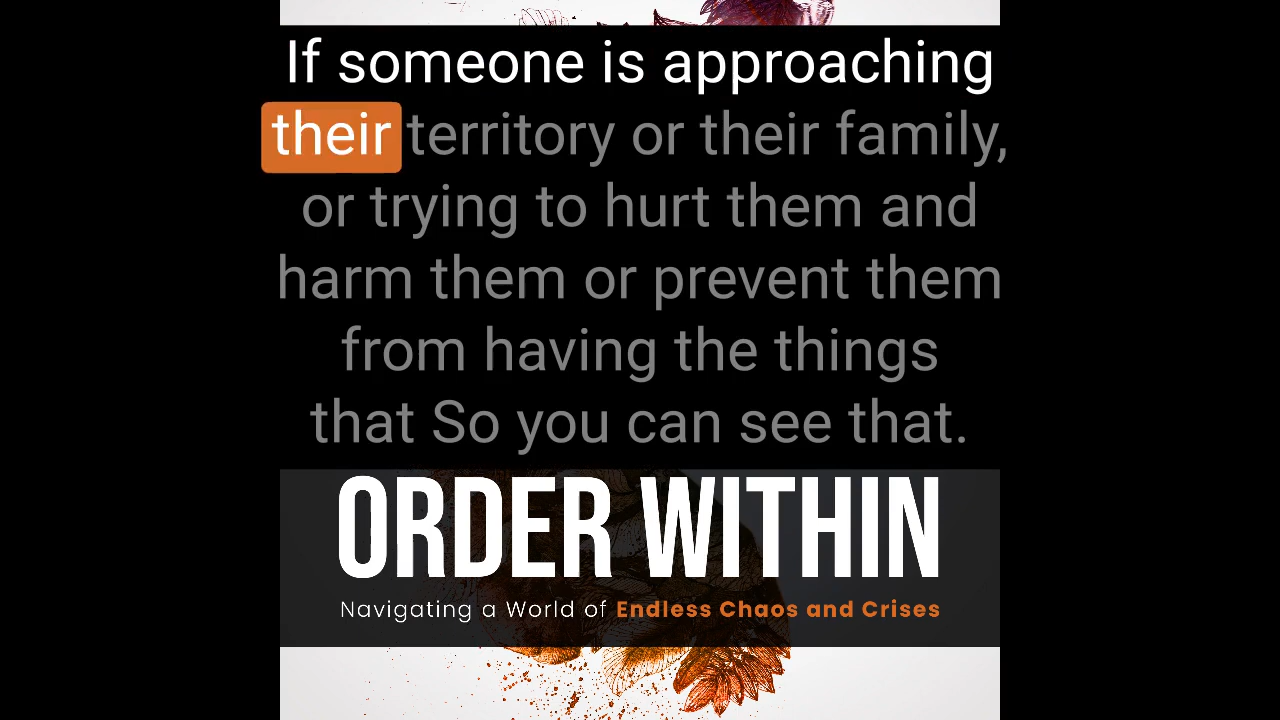 If someone is approaching
their territory or their family,
or trying to hurt them and
harm them or prevent them
from having the things
that So you can see that.
ORDER WITHIN
Navigating a World of Endless Chaos and Crises